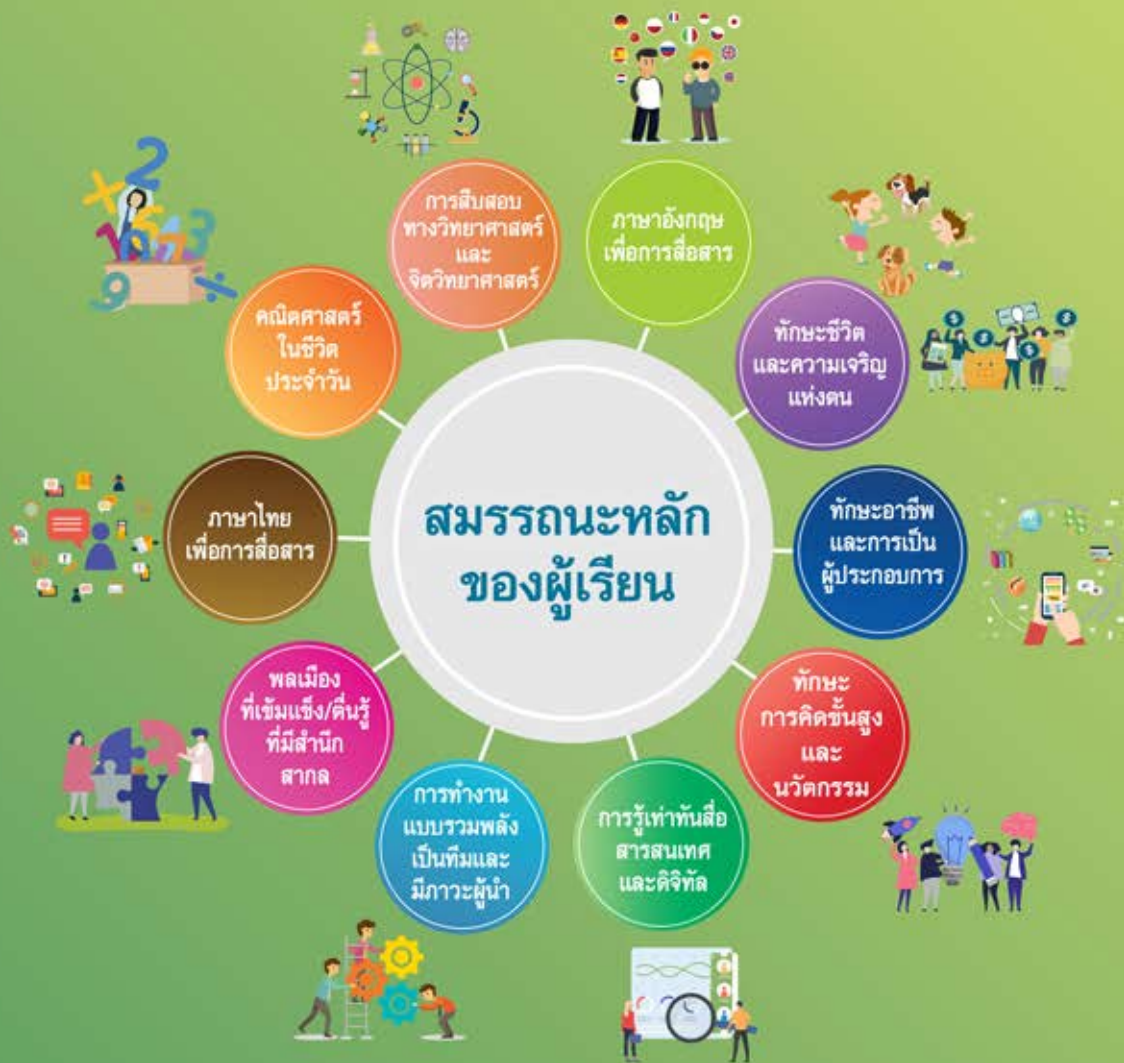 สมรรถนะหลัก
ของผู้เรียน
ภาษาไทย
เพื่อการสื่อสาร
คณิตศาสตร์
ในชีวิต
ประจำวัน
การสืบสอบ
ทางวิทยาศาสตร์
และ
จิตวิทยาศาสตร์
ภาษาอังกฤษ
เพื่อการสื่อสาร
ทักษะชีวิต
และความเจริญ
แห่งตน
ทักษะอาชีพ
และการเป็น
ผู้ประกอบการ
ทักษะ
การคิดขั้นสูง
และ
นวัตกรรม
การรู้เท่าทันสื่อ
สารสนเทศ
และดิจิทัล
การทำงาน
แบบรวมพลัง
เป็นทีมและ
มีภาวะผู้นำ
พลเมือง
ที่เข้มแข็ง/ตื่นรู้
ที่มีสำนึก
สากล